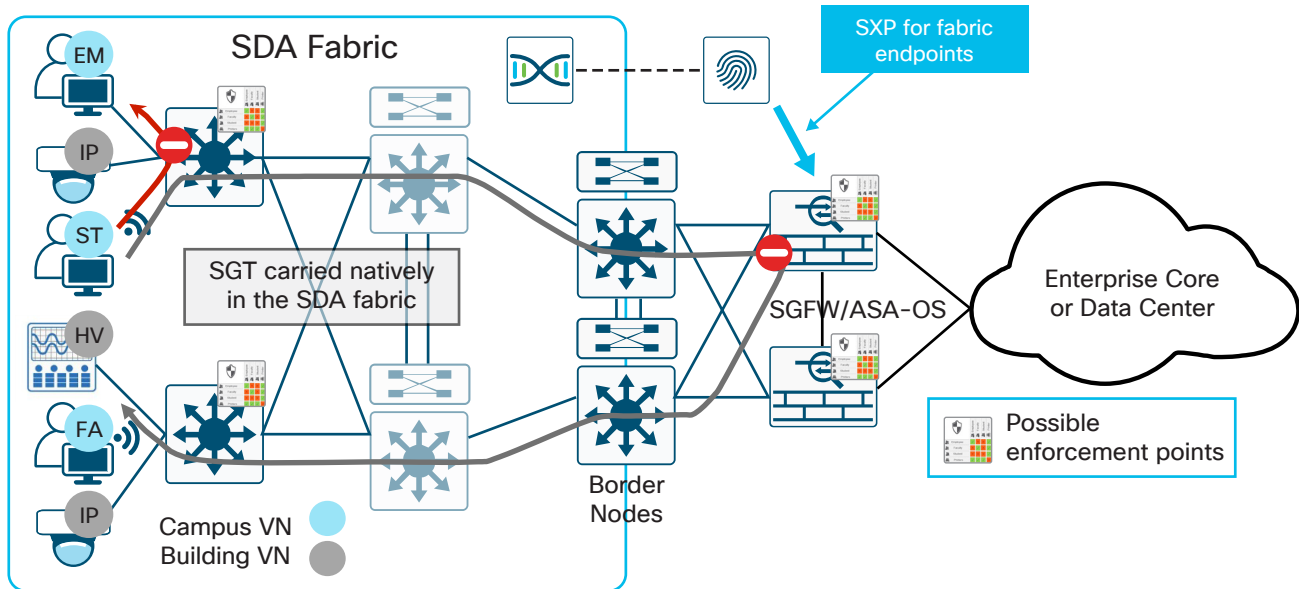 SDA Fabric
SXP for fabric
endpoints
EM
IP
ST
SGT carried natively
in the SDA fabric
HV
FA
IP
Campus VN
Building VN
Border
Nodes
SGFW/ASA-OS
Enterprise Core
or Data Center
Possible
enforcement points